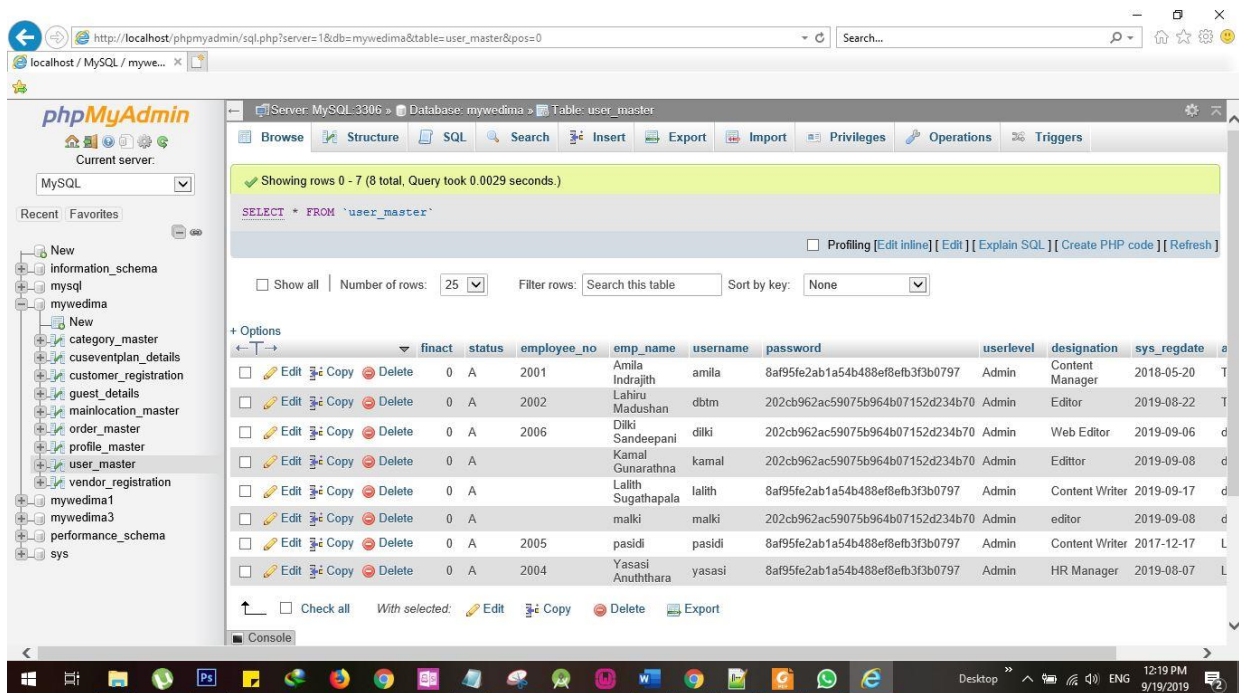 http://localhost/phpmyadmin/sql.php?server=1&db=mywedima&table=user_master&pos=0
Search...
localhost / MySQL / mywe...
phpMyAdmin
Current server:
MySQL
Recent Favorites
New
information_schema
mysql
mywedima
New
category_master
cuseventplan_details
customer_registration
guest_details
mainlocation_master
order_master
profile_master
user_master
vendor_registration
mywedima1
mywedima3
performance_schema
sys
Server: MySQL:3306 » Database: mywedima » Table: user_master
Browse Structure SQL Search Insert Export Import Privileges Operations Triggers
Showing rows 0 - 7 (8 total, Query took 0.0029 seconds.)
SELECT * FROM `user_master`
Profiling [Edit inline] [ Edit ] [ Explain SQL ] [ Create PHP code ] [ Refresh ]
Show all Number of rows: 25 Filter rows: Search this table Sort by key: None
+ Options
finact status employee_no emp_name username password userlevel designation sys_regdate a
Edit Copy Delete 0 A 2001 Amila Indrajith amila 8af95fe2ab1a54b488ef8efb3f3b0797 Admin Content Manager 2018-05-20 T
Edit Copy Delete 0 A 2002 Lahiru Madushan dbtm 202cb962ac59075b964b07152d234b70 Admin Editor 2019-08-22 T
Edit Copy Delete 0 A 2006 Dilki Sandeepani dilki 202cb962ac59075b964b07152d234b70 Admin Web Editor 2019-09-06 d
Edit Copy Delete 0 A Kamal Gunarathna kamal 202cb962ac59075b964b07152d234b70 Admin Edittor 2019-09-08 d
Edit Copy Delete 0 A Lalith Sugathapala lalith 8af95fe2ab1a54b488ef8efb3f3b0797 Admin Content Writer 2019-09-17 d
Edit Copy Delete 0 A malki malki 202cb962ac59075b964b07152d234b70 Admin editor 2019-09-08 d
Edit Copy Delete 0 A 2005 pasidi pasidi 8af95fe2ab1a54b488ef8efb3f3b0797 Admin Content Writer 2017-12-17 L
Edit Copy Delete 0 A 2004 Yasasi Anuththara yasasi 8af95fe2ab1a54b488ef8efb3f3b0797 Admin HR Manager 2019-08-07 L
Check all With selected: Edit Copy Delete Export
Console
Ps
Desktop ENG 12:19 PM
9/19/2019
2